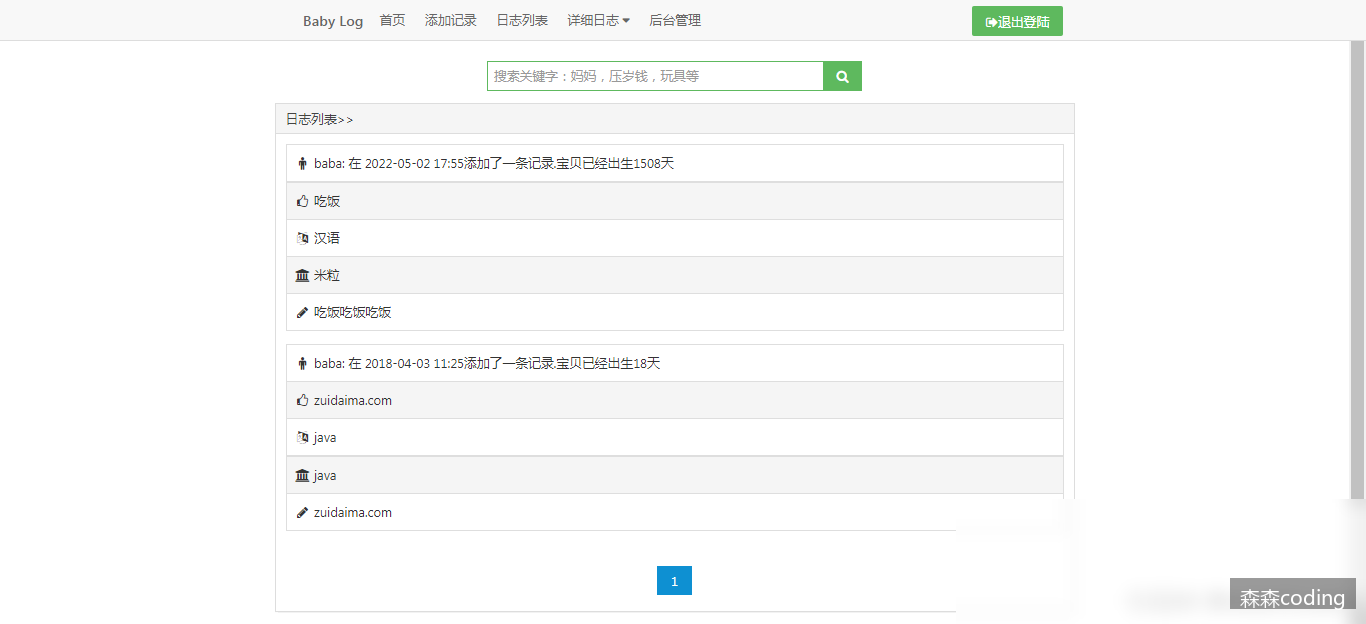 Baby Log 首页 添加记录 日志列表 详细日志 后台管理 退出登陆
搜索关键字：妈妈，压岁钱，玩具等
日志列表>>
baba: 在 2022-05-02 17:55添加了一条记录.宝贝已经出生1508天
吃饭
汉语
米粒
吃饭吃饭吃饭
baba: 在 2018-04-03 11:25添加了一条记录.宝贝已经出生18天
zuidaima.com
java
java
zuidaima.com
1
森森coding